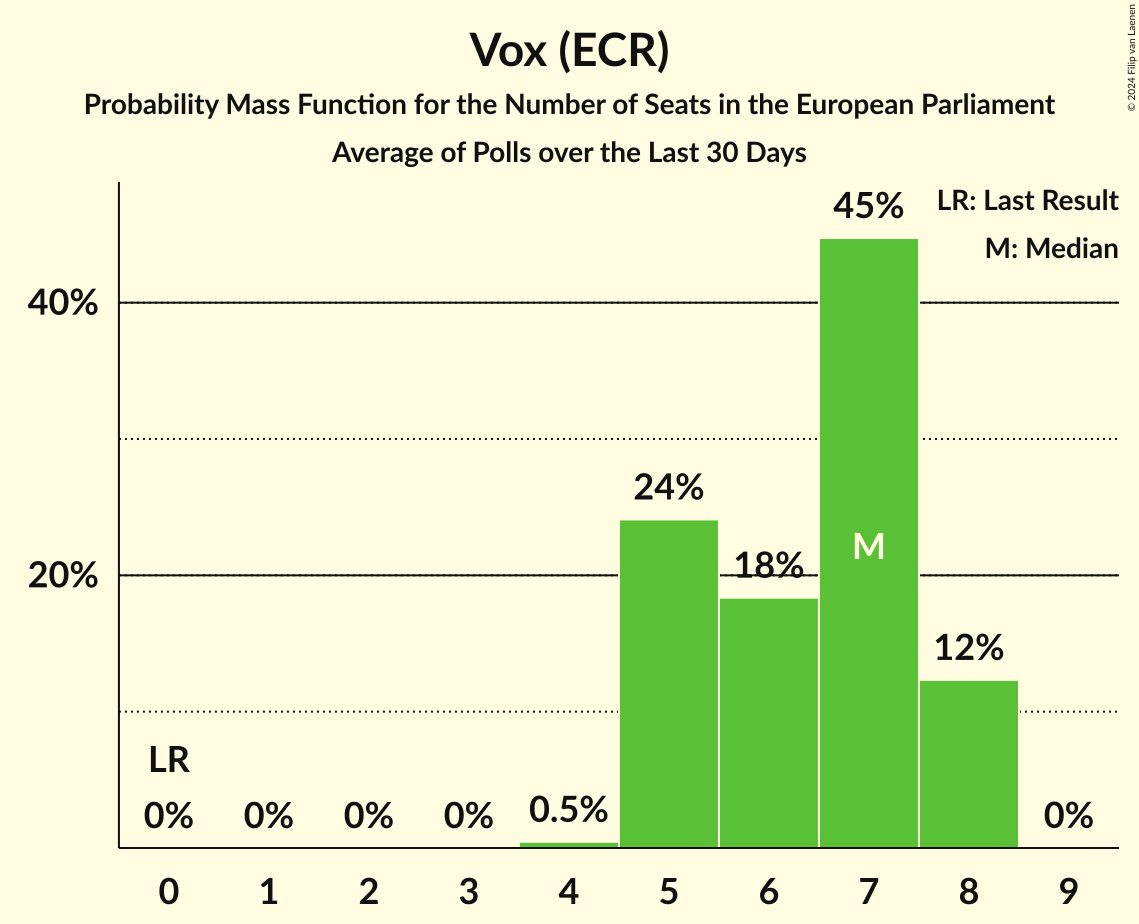 Vox (ECR)
Probability Mass Function for the Number of Seats in the European Parliament
Average of Polls over the Last 30 Days
© 2024 Filip van Laenen
LR: Last Result
M: Median
45%
40%
24%
M
18%
20%
12%
LR
0%
0%
0%
0%
0.5%
0%
0 1 2 3 4 5 6 7 8 9